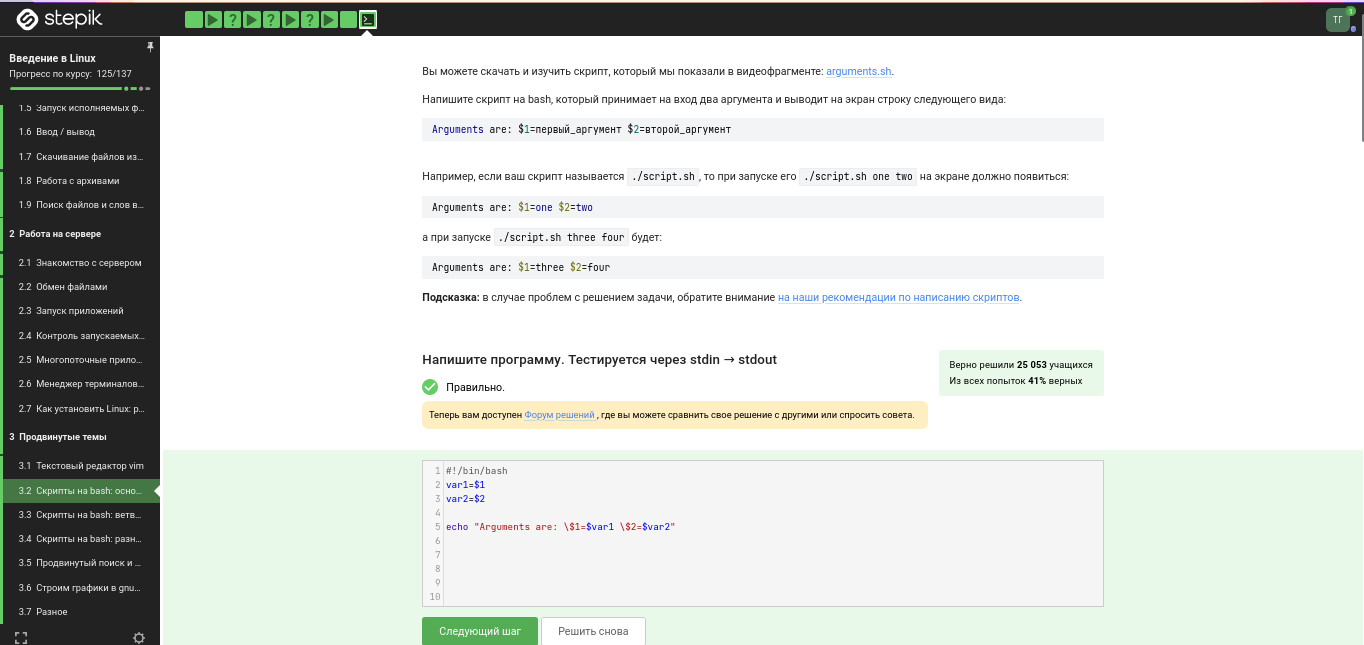 stepik
? ? ?
ТГ
1
Введение в Linux
Прогресс по курсу: 125/137
1.5 Запуск исполняемых ф...
1.6 Ввод / вывод
1.7 Скачивание файлов из...
1.8 Работа с архивами
1.9 Поиск файлов и слов в...
2 Работа на сервере
2.1 Знакомство с сервером
2.2 Обмен файлами
2.3 Запуск приложений
2.4 Контроль запускаемых...
2.5 Многопоточные прило...
2.6 Менеджер терминалов...
2.7 Как установить Linux: р...
3 Продвинутые темы
3.1 Текстовый редактор vim
3.2 Скрипты на bash: осно...
3.3 Скрипты на bash: ветв...
3.4 Скрипты на bash: разн...
3.5 Продвинутый поиск и ...
3.6 Строим графики в gnu...
3.7 Разное
Вы можете скачать и изучить скрипт, который мы показали в видеофрагменте: arguments.sh.
Напишите скрипт на bash, который принимает на вход два аргумента и выводит на экран строку следующего вида:
Arguments are: $1=первый_аргумент $2=второй_аргумент
Например, если ваш скрипт называется ./script.sh, то при запуске его ./script.sh one two на экране должно появиться:
Arguments are: $1=one $2=two
а при запуске ./script.sh three four будет:
Arguments are: $1=three $2=four
Подсказка: в случае проблем с решением задачи, обратите внимание на наши рекомендации по написанию скриптов.
Напишите программу. Тестируется через stdin → stdout
Верно решили 25 053 учащихся
Из всех попыток 41% верных
Правильно.
Теперь вам доступен Форум решений, где вы можете сравнить свое решение с другими или спросить совета.
1 #!/bin/bash
2 var1=$1
3 var2=$2
4
5 echo "Arguments are: \$1=$var1 \$2=$var2"
6
7
8
9
10
Следующий шаг
Решить снова